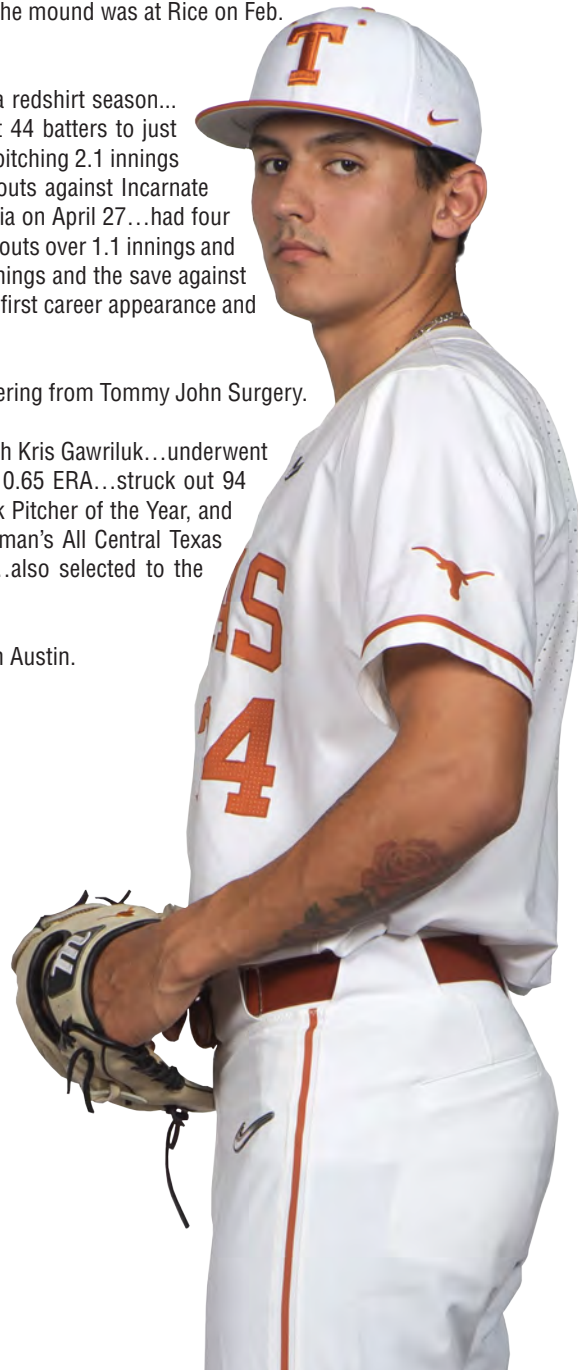 he mound was at Rice on Feb.
a redshirt season...
t 44 batters to just
pitching 2.1 innings
outs against Incarnate
ia on April 27…had four
outs over 1.1 innings and
nings and the save against
first career appearance and
ering from Tommy John Surgery.
h Kris Gawriluk…underwent
0.65 ERA…struck out 94
k Pitcher of the Year, and
man’s All Central Texas
..also selected to the
n Austin.
T
AS
4